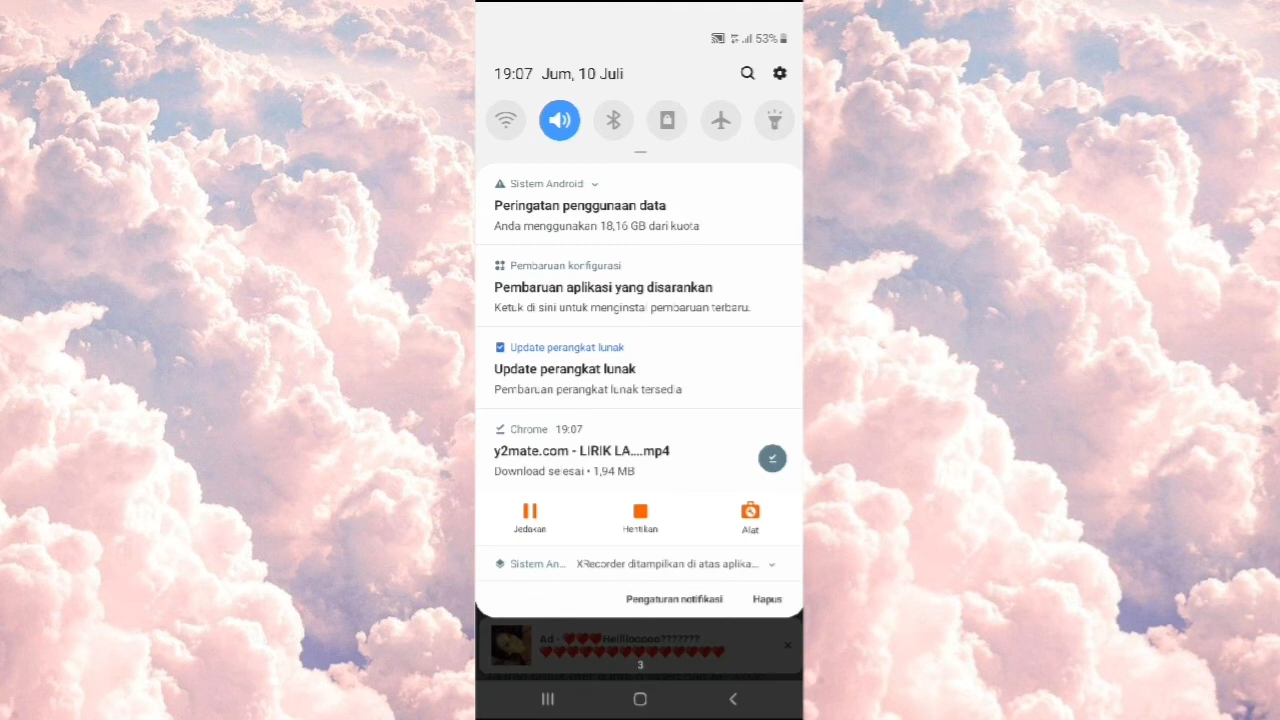 53%
19:07 Jum, 10 Juli
Sistem Android
Peringatan penggunaan data
Anda menggunakan 18,16 GB dari kuota
Pembaruan konfigurasi
Pembaruan aplikasi yang disarankan
Ketuk di sini untuk menginstal pembaruan terbaru.
Update perangkat lunak
Update perangkat lunak
Pembaruan perangkat lunak tersedia
Chrome 19:07
y2mate.com - LIRIK LA....mp4
Download selesai • 1,94 MB
Jedakan Hentikan Alat
Sistem An... XRecorder ditampilkan di atas aplika...
Pengaturan notifikasi Hapus
Ad - ❤❤❤Heillooooo???????
❤❤❤❤❤❤❤❤❤❤❤❤❤❤
3